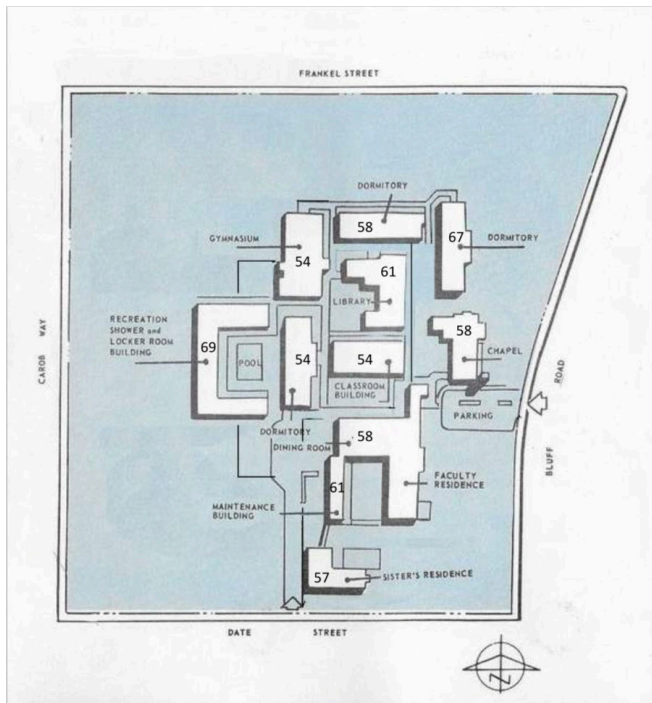 FRANKEL STREET
DORMITORY
58
67
GYMNASIUM
DORMITORY
54
61
LIBRARY
RECREATION
SHOWER and
LOCKER ROOM
BUILDING
58
CAROB WAY
69
POOL
54
54
CHAPEL
CLASSROOM
BUILDING
ROAD
PARKING
DORMITORY
DINING ROOM
58
BLUFF
FACULTY
RESIDENCE
61
MAINTENANCE
BUILDING
57
SISTER'S RESIDENCE
DATE STREET
N